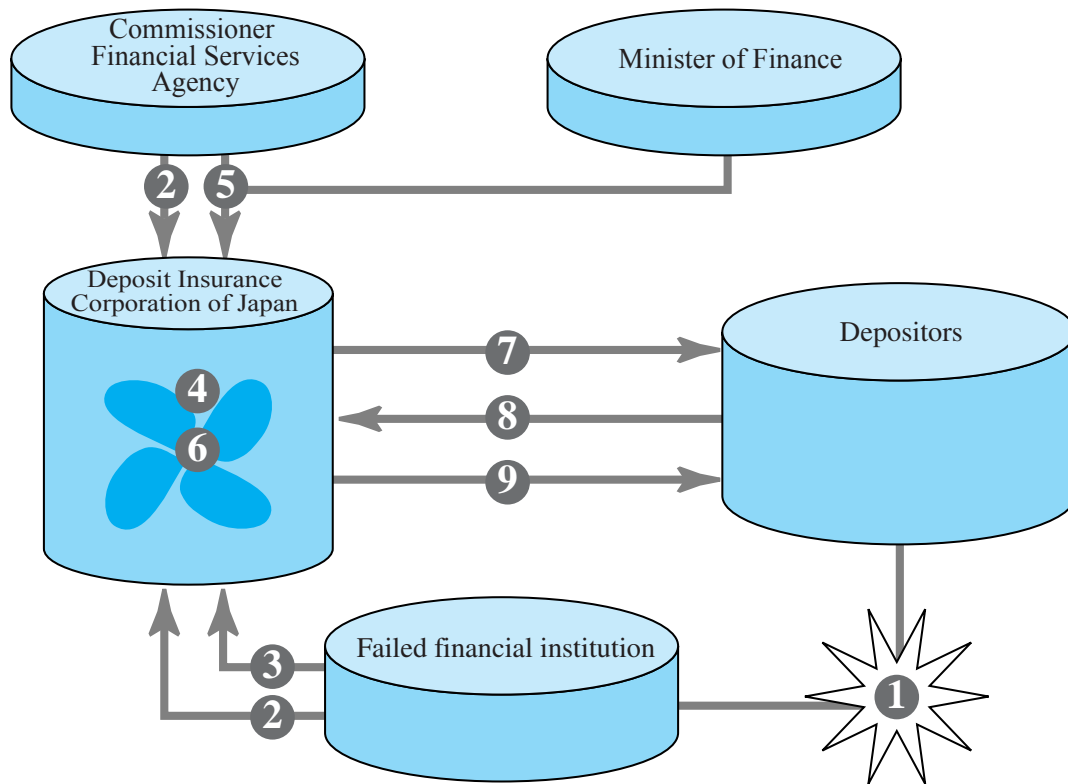 Commissioner
Financial Services
Agency
Minister of Finance
2
5
Deposit Insurance
Corporation of Japan
Depositors
7
4
8
6
9
Failed financial institution
3
1
2